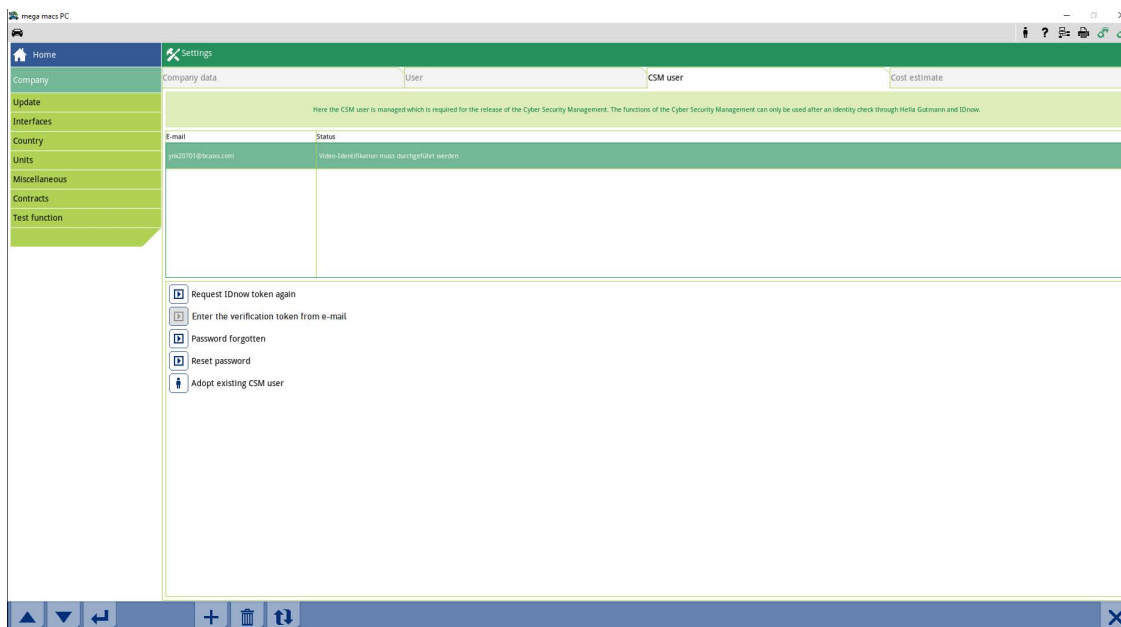 mega macs PC
Home
Settings
Company
Company data
User
CSM user
Cost estimate
Update
Interfaces
Country
Units
Miscellaneous
Contracts
Test function
Here the CSM user is managed which is required for the release of the Cyber Security Management. The functions of the Cyber Security Management can only be used after an identity check through Hella Gutmann and IDnow.
E-mail
Status
Video-Identifikation muss durchgeführt werden
Request IDnow token again
Enter the verification token from e-mail
Password forgotten
Reset password
Adopt existing CSM user